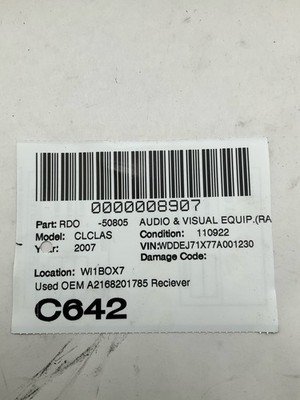 0000008907
Part: RDO -50805 AUDIO & VISUAL EQUIP.(RA
Model: CLCLAS Condition: 110922
Year: 2007 VIN:WDDEJ71X77A001230
Damage Code:
Location: WI1BOX7
Used OEM A2168201785 Reciever
C642